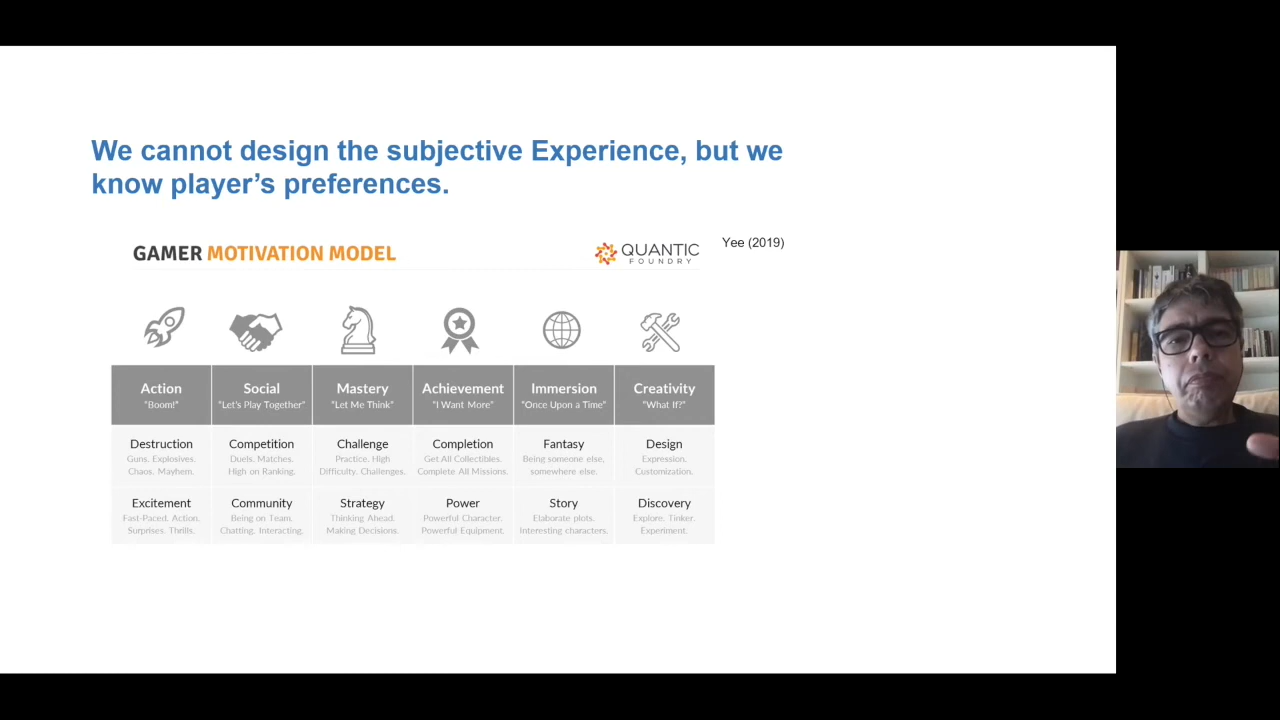 We cannot design the subjective Experience, but we
know player's preferences.
GAMER MOTIVATION MODEL
QUANTIC
FOUNDRY
Yee (2019)
Action
"Boom!"
Social
"Let's Play Together"
Mastery
"Let Me Think"
Achievement
"I Want More"
Immersion
"Once Upon a Time"
Creativity
"What If?"
Destruction
Guns. Explosives.
Chaos. Mayhem.
Competition
Duels. Matches.
High on Ranking.
Challenge
Practice. High
Difficulty. Challenges.
Completion
Get All Collectibles.
Complete All Missions.
Fantasy
Being someone else,
somewhere else.
Design
Expression.
Customization.
Excitement
Fast-Paced. Action.
Surprises. Thrills.
Community
Being on Team.
Chatting. Interacting.
Strategy
Thinking Ahead.
Making Decisions.
Power
Powerful Character.
Powerful Equipment.
Story
Elaborate plots.
Interesting characters.
Discovery
Explore. Tinker.
Experiment.